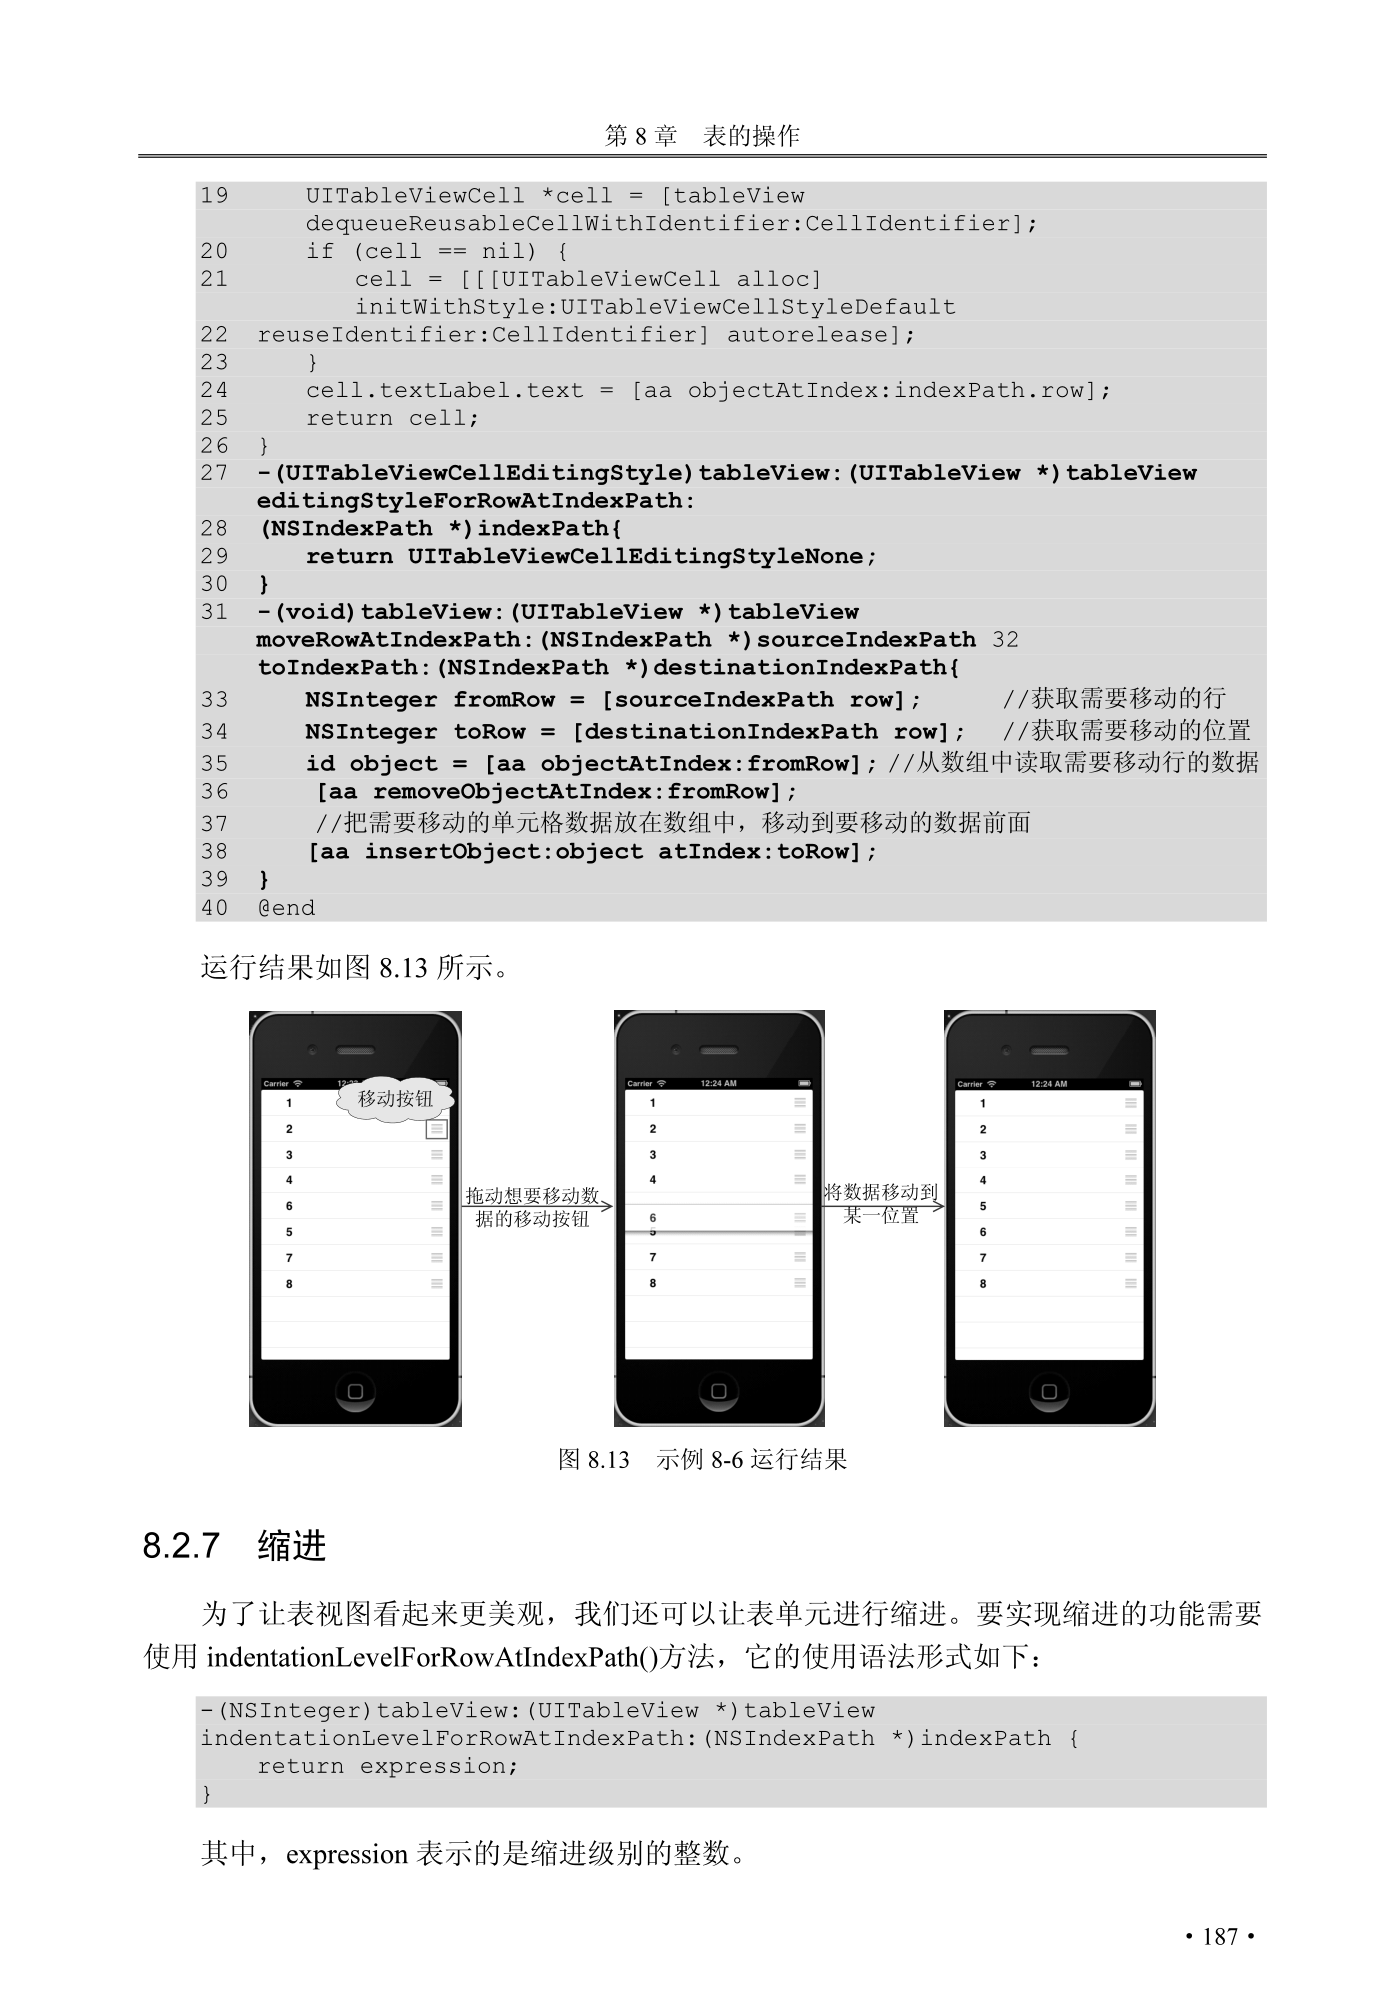 第 8 章　表的操作
19 UITableViewCell *cell = [tableView
dequeueReusableCellWithIdentifier:CellIdentifier];
20 if (cell == nil) {
21 cell = [[[UITableViewCell alloc]
initWithStyle:UITableViewCellStyleDefault
22 reuseIdentifier:CellIdentifier] autorelease];
23 }
24 cell.textLabel.text = [aa objectAtIndex:indexPath.row];
25 return cell;
26 }
27 -(UITableViewCellEditingStyle)tableView:(UITableView *)tableView
editingStyleForRowAtIndexPath:
28 (NSIndexPath *)indexPath{
29 return UITableViewCellEditingStyleNone;
30 }
31 -(void)tableView:(UITableView *)tableView
moveRowAtIndexPath:(NSIndexPath *)sourceIndexPath 32
toIndexPath:(NSIndexPath *)destinationIndexPath{
33 NSInteger fromRow = [sourceIndexPath row]; //获取需要移动的行
34 NSInteger toRow = [destinationIndexPath row]; //获取需要移动的位置
35 id object = [aa objectAtIndex:fromRow]; //从数组中读取需要移动行的数据
36 [aa removeObjectAtIndex:fromRow];
37 //把需要移动的单元格数据放在数组中，移动到要移动的数据前面
38 [aa insertObject:object atIndex:toRow];
39 }
40 @end
运行结果如图 8.13 所示。
Carrier
移动按钮
1
2
3
4
6
5
7
8
拖动想要移动数
据的移动按钮
Carrier 12:24 AM
1
2
3
4
6
5
7
8
将数据移动到
某一位置
Carrier 12:24 AM
1
2
3
4
5
6
7
8
图 8.13　示例 8-6 运行结果
8.2.7　缩进
为了让表视图看起来更美观，我们还可以让表单元进行缩进。要实现缩进的功能需要
使用 indentationLevelForRowAtIndexPath()方法，它的使用语法形式如下：
-(NSInteger)tableView:(UITableView *)tableView
indentationLevelForRowAtIndexPath:(NSIndexPath *)indexPath {
return expression;
}
其中，expression 表示的是缩进级别的整数。
• 187 •